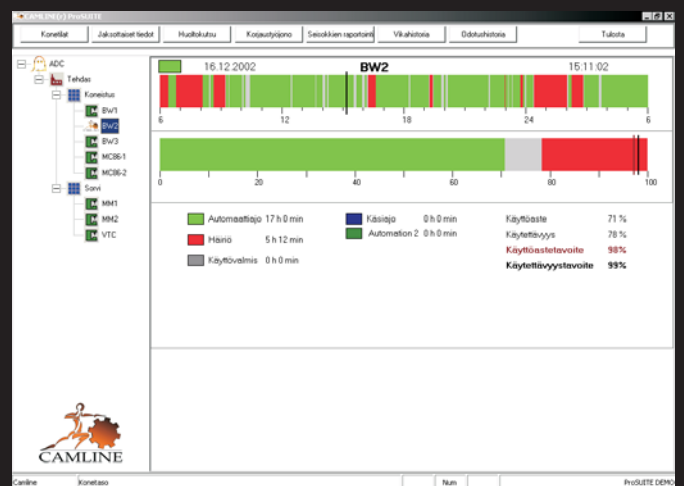 CAMLINE(r) ProSUITE
Konetilat Jaksottaiset tiedot Huoltokutsu Korjaustyöjono Seisokkien raportointi Vikahistoria Odotushistoria Tulosta
ADC
Tehdas
Koneistus
BW1
BW2
BW3
MC86-1
MC86-2
Sorvi
MM1
MM2
VTC
16.12.2002 BW2 15:11:02
6 12 18 24 6
0 20 40 60 80 100
Automaattiajo 17 h 0 min Käsiajo 0 h 0 min Käyttöaste 71 %
Häiriö 5 h 12 min Automation 2 0 h 0 min Käytettävyys 78 %
Käyttövalmis 0 h 0 min Käyttöastetavoite 98%
Käytettävyystavoite 99%
CAMLINE
Camline Konetaso Num ProSUITE DEMO